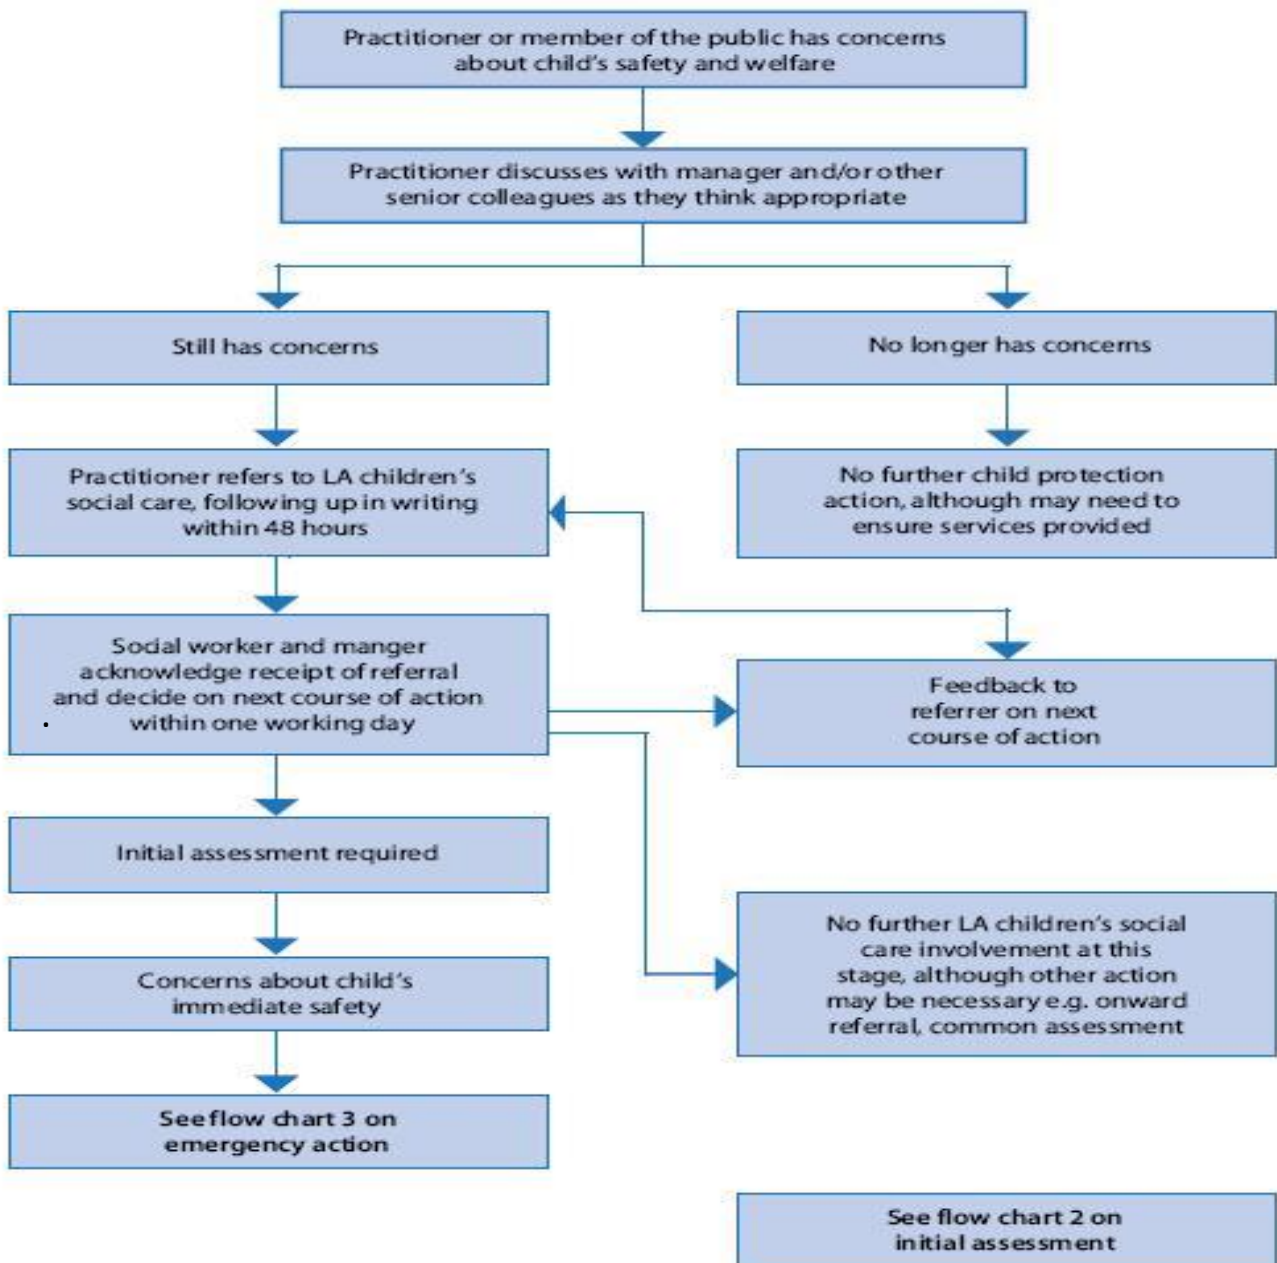 Practitioner or member of the public has concerns
about child's safety and welfare
Practitioner discusses with manager and/or other
senior colleagues as they think appropriate
Still has concerns
No longer has concerns
Practitioner refers to LA children's
social care, following up in writing
within 48 hours
No further child protection
action, although may need to
ensure services provided
Social worker and manger
acknowledge receipt of referral
and decide on next course of action
within one working day
Feedback to
referrer on next
course of action
Initial assessment required
No further LA children's social
care involvement at this
stage, although other action
may be necessary e.g. onward
referral, common assessment
Concerns about child's
immediate safety
See flow chart 3 on
emergency action
See flow chart 2 on
initial assessment